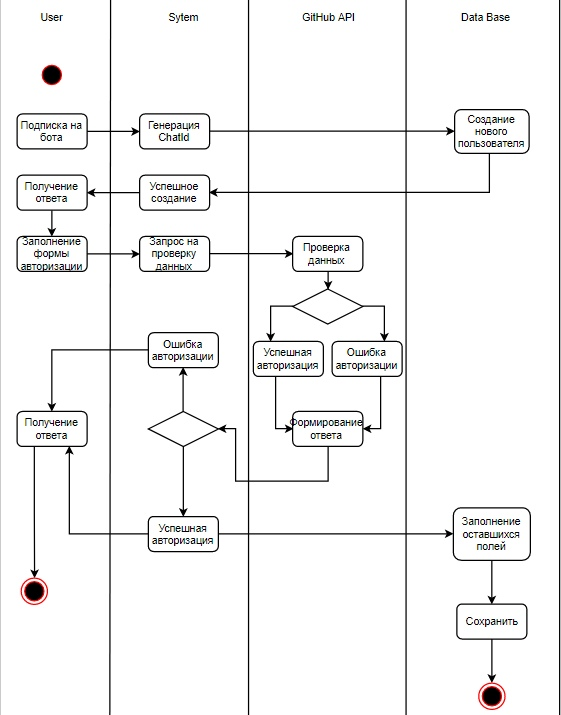 User
Sytem
GitHub API
Data Base
Подписка на
бота
Генерация
ChatId
Создание
нового
пользователя
Получение
ответа
Успешное
создание
Заполнение
формы
авторизации
Запрос на
проверку
данных
Проверка
данных
Ошибка
авторизации
Успешная
авторизация
Ошибка
авторизации
Получение
ответа
Формирование
ответа
Успешная
авторизация
Заполнение
оставшихся
полей
Сохранить